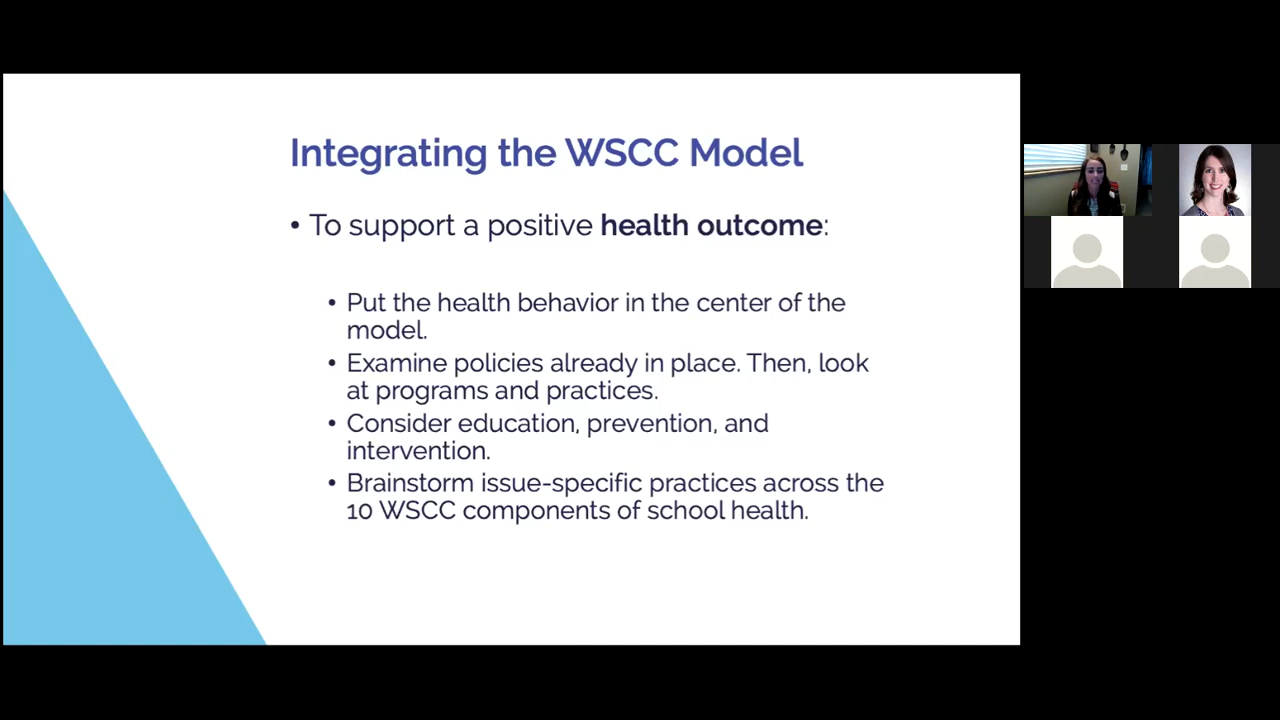 Integrating the WSCC Model
• To support a positive health outcome:
• Put the health behavior in the center of the
model.
• Examine policies already in place. Then, look
at programs and practices.
• Consider education, prevention, and
intervention.
• Brainstorm issue-specific practices across the
10 WSCC components of school health.